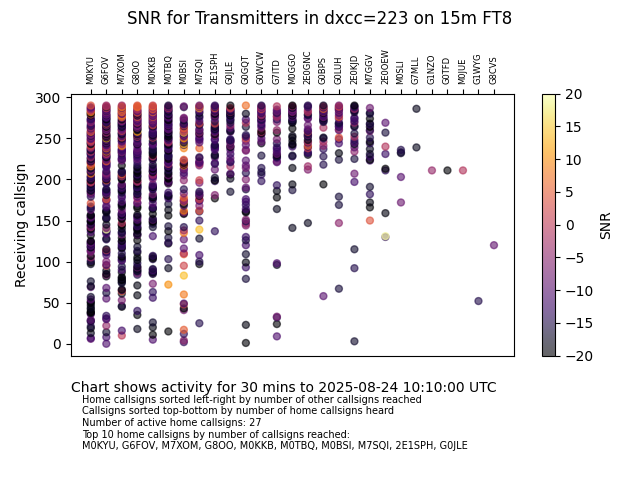 SNR for Transmitters in dxcc=223 on 15m FT8
M0KYU G6FOV M7XOM G8OO M0KKB M0TBQ M0BSI M7SQI 2E1SPH G0JLE G0GQT G0WCW G7ITD M0GGO 2E0GNC G0BPS G0LUH 2E0KJD M7GGV 2E0OEW M0SLI G7MLL G1NZO G0TFD M0JUE G1WYG G8CVS
300
250
200
150
100
50
0
Receiving callsign
20
15
10
5
0
−5
−10
−15
−20
SNR
Chart shows activity for 30 mins to 2025-08-24 10:10:00 UTC
Home callsigns sorted left-right by number of other callsigns reached
Callsigns sorted top-bottom by number of home callsigns heard
Number of active home callsigns: 27
Top 10 home callsigns by number of callsigns reached:
M0KYU, G6FOV, M7XOM, G8OO, M0KKB, M0TBQ, M0BSI, M7SQI, 2E1SPH, G0JLE